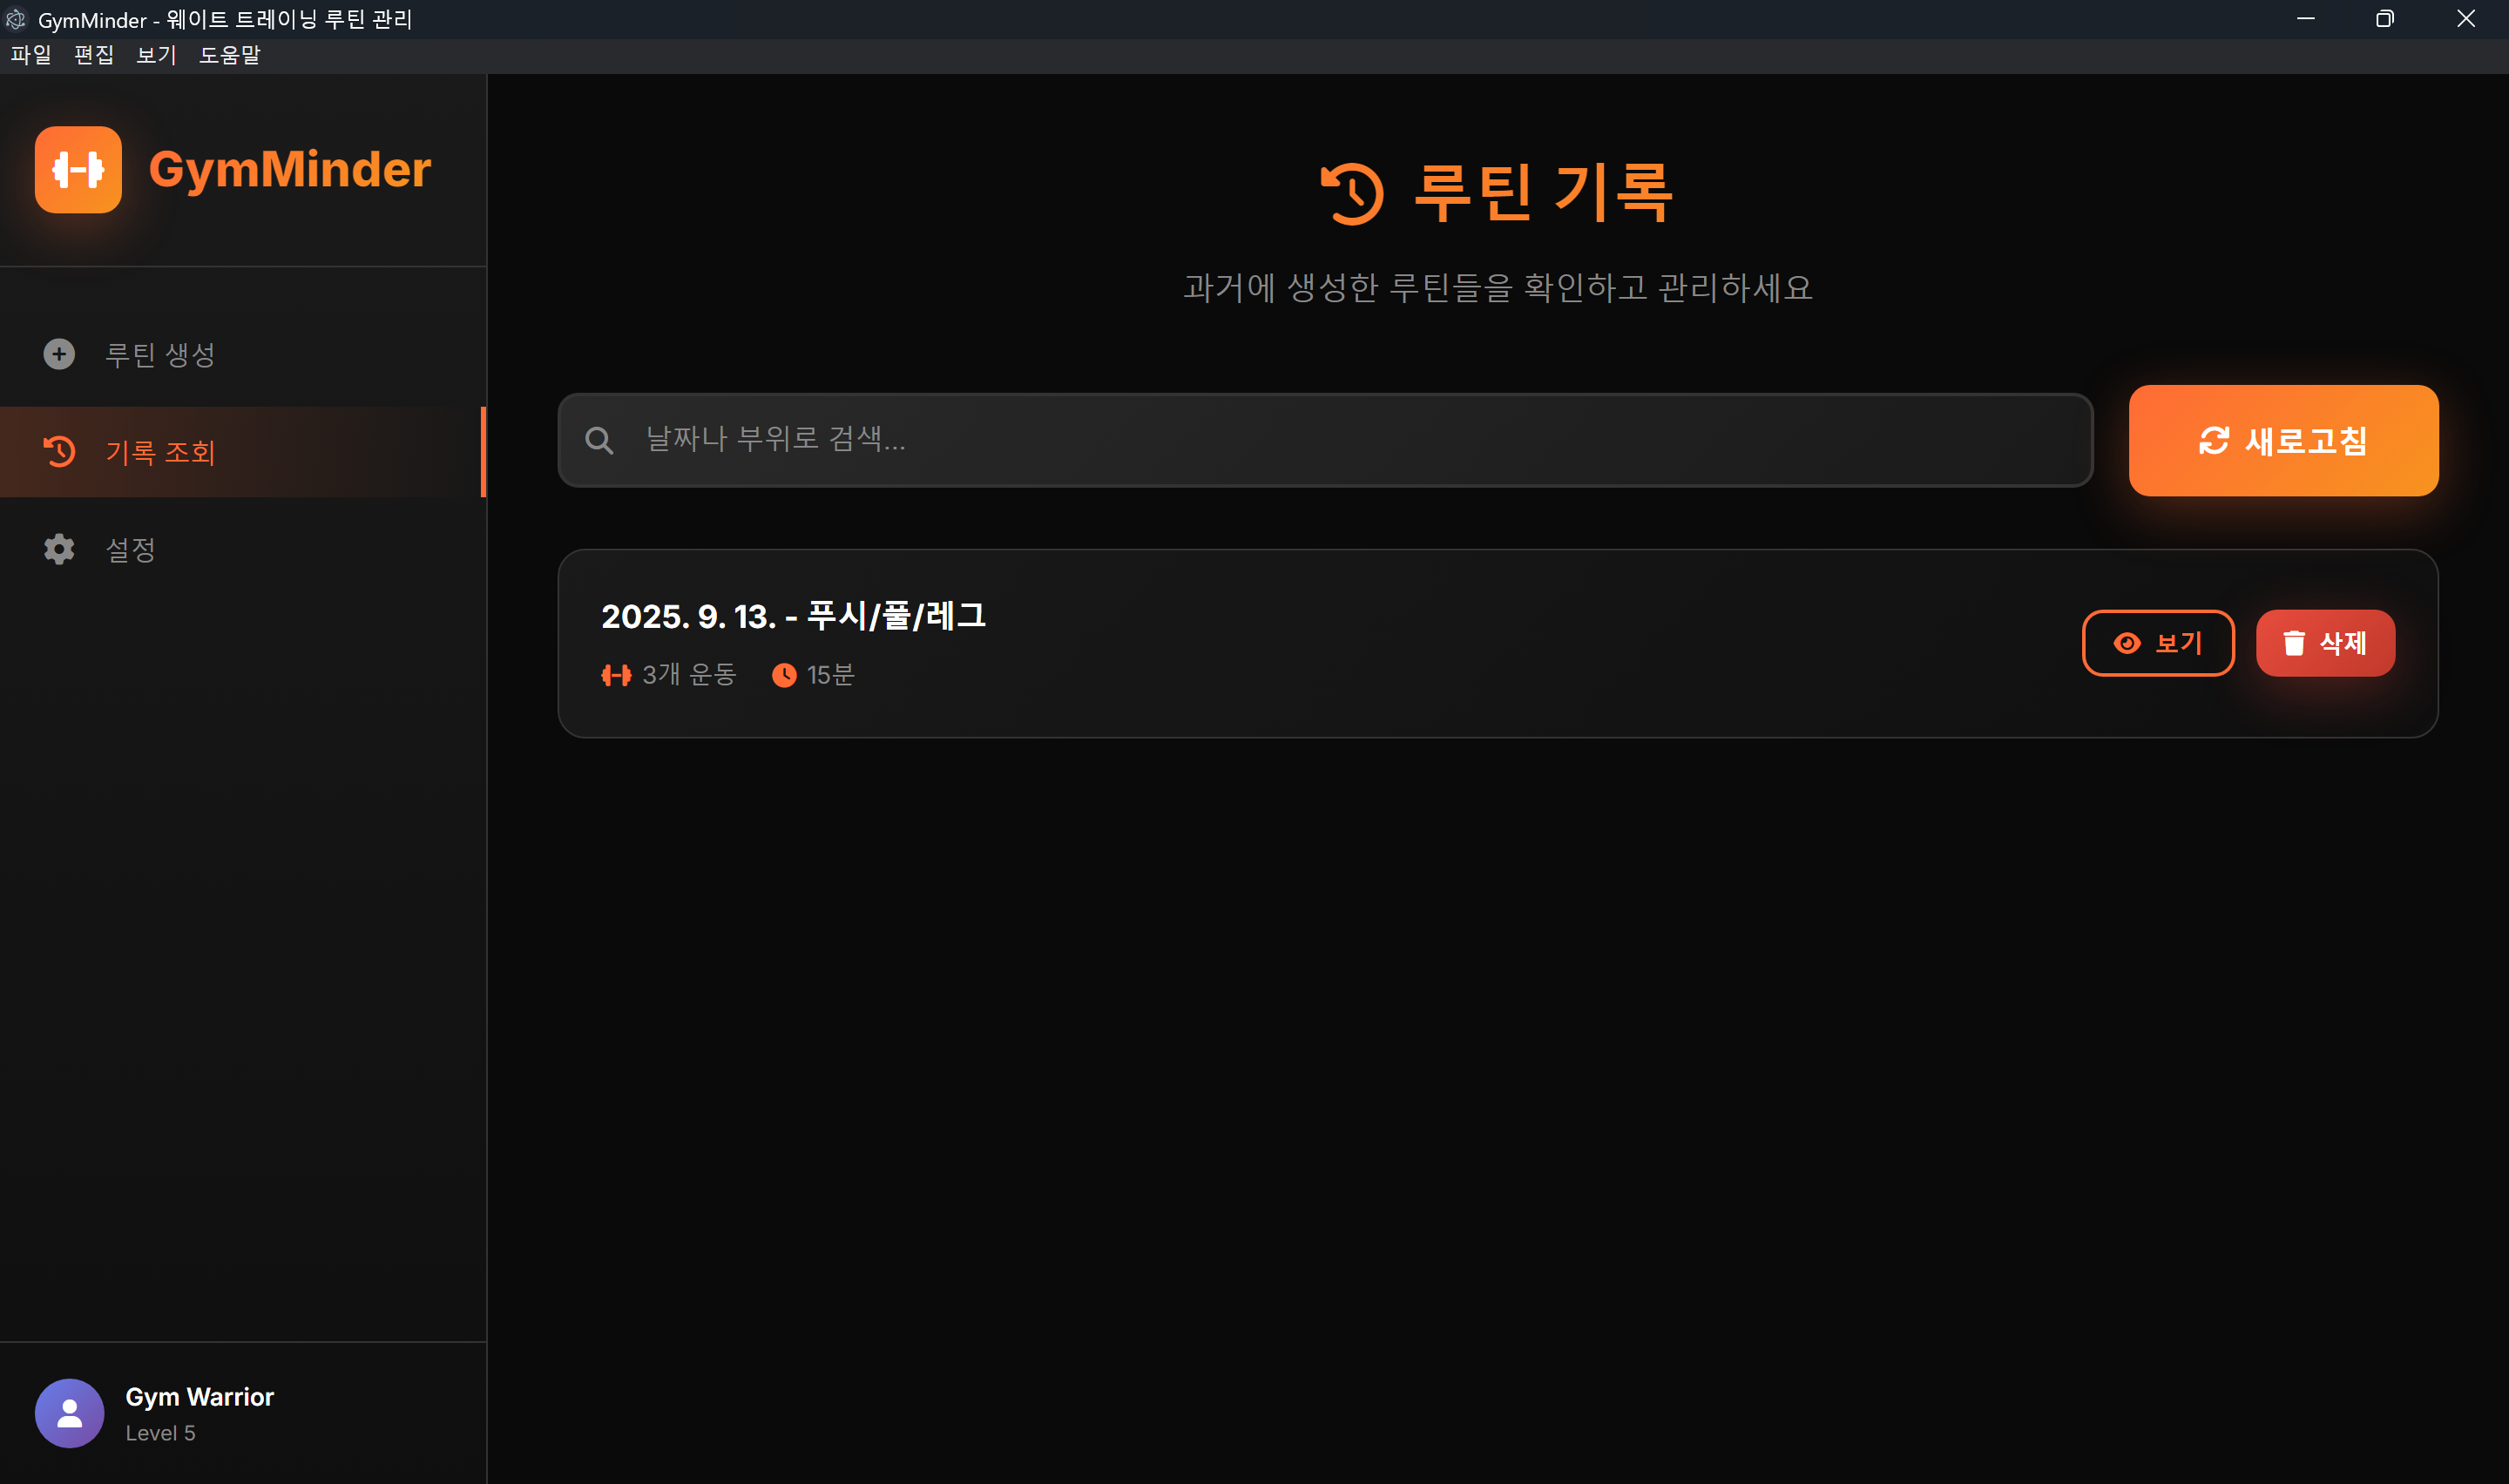 GymMinder - 웨이트 트레이닝 루틴 관리
파일 편집 보기 도움말
GymMinder
루틴 생성
기록 조회
설정
Gym Warrior
Level 5
루틴 기록
과거에 생성한 루틴들을 확인하고 관리하세요
날짜나 부위로 검색...
새로고침
2025. 9. 13. - 푸시/풀/레그
3개 운동 15분
보기
삭제